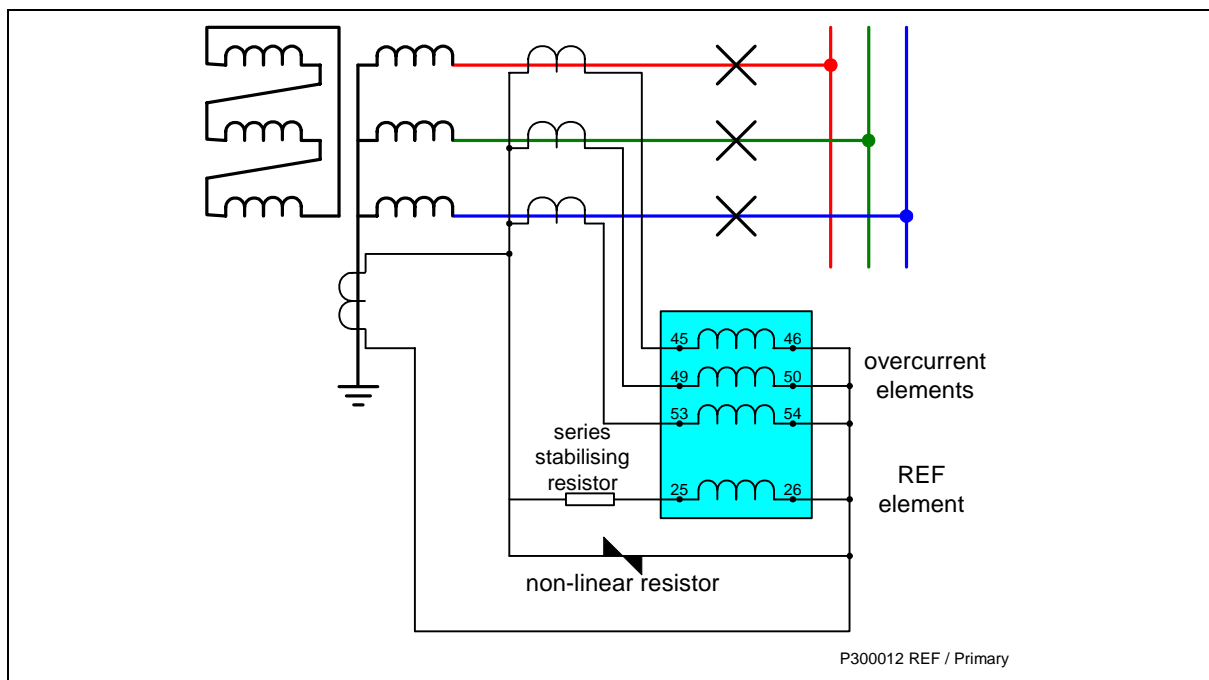 45 46
overcurrent
49 50
elements
53 54
series
stabilising
resistor
REF
25 26
element
non-linear resistor
P300012 REF / Primary